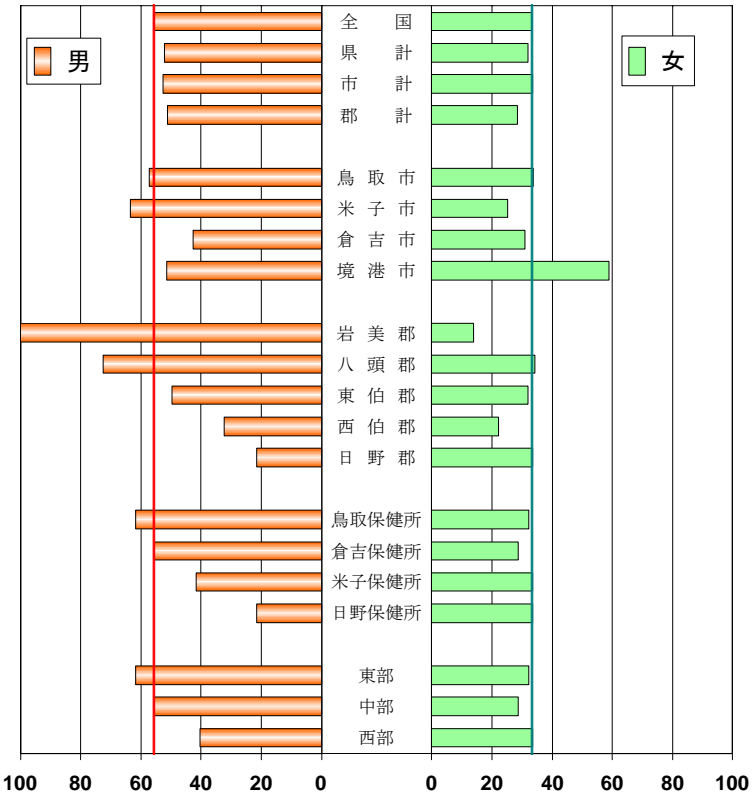 全国
男
女
県計
市計
郡計
鳥取市
米子市
倉吉市
境港市
岩美郡
八頭郡
東伯郡
西伯郡
日野郡
鳥取保健所
倉吉保健所
米子保健所
日野保健所
東部
中部
西部
100 80 60 40 20 0 0 20 40 60 80 100